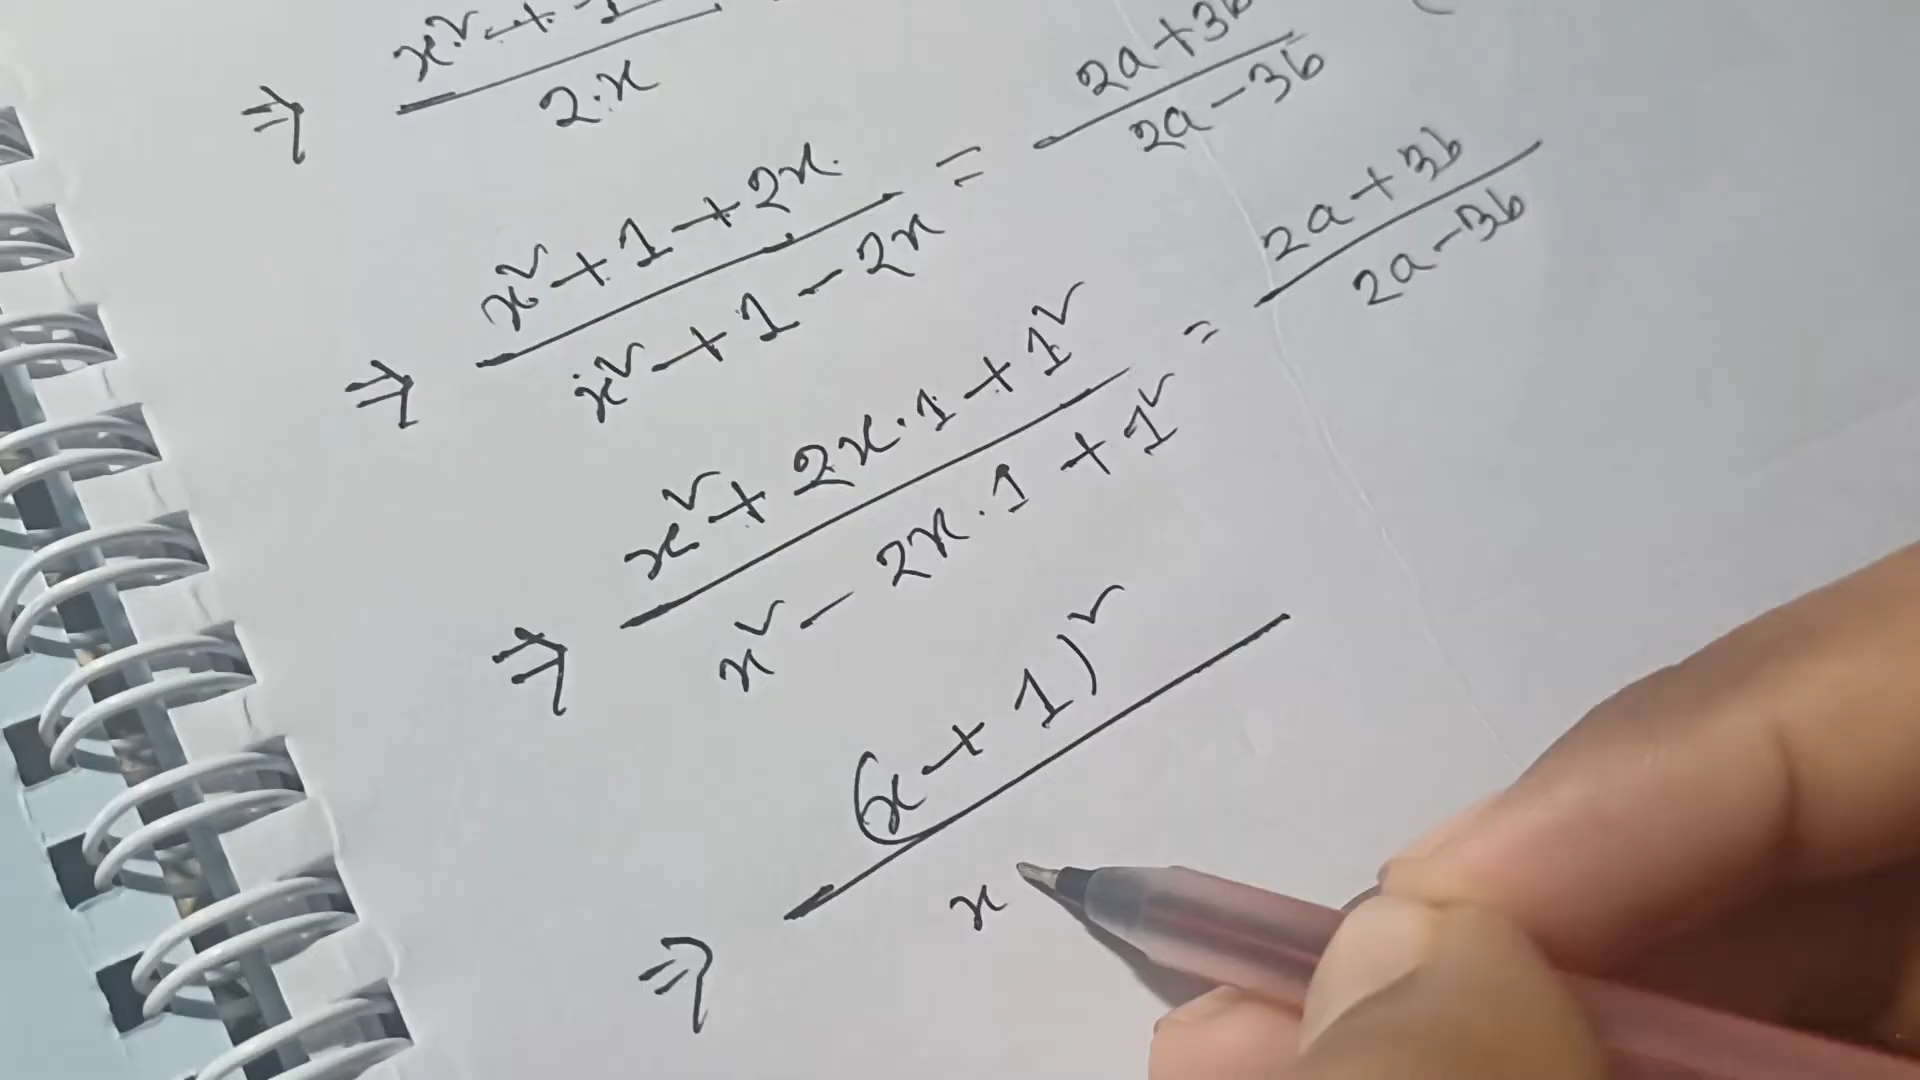 ⇒ x² + 1 / 2·x
⇒ x² + 1 + 2x / x² + 1 − 2x = 2a + 3b / 2a − 3b
⇒ x² + 2x·1 + 1² / x² − 2x·1 + 1² = 2a + 3b / 2a − 3b
⇒ (x + 1)² / x